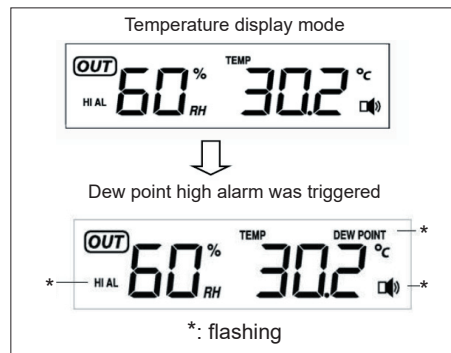 Temperature display mode
OUT 60 % TEMP 30.2 °c
HI AL RH
Dew point high alarm was triggered
OUT 60 % TEMP 30.2 DEW POINT °c *
* HI AL RH *
*: flashing